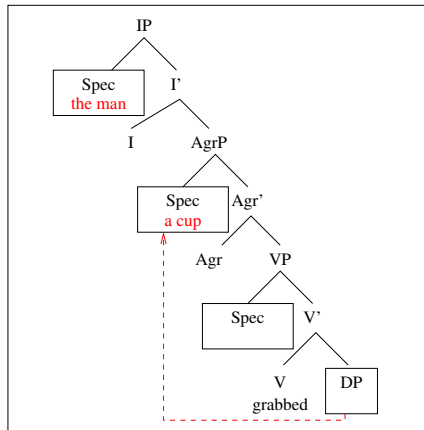 IP
Spec
the man
I'
I
AgrP
Spec
a cup
Agr'
Agr
VP
Spec
V'
V
grabbed
DP